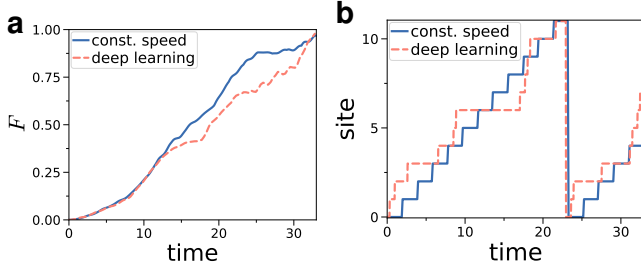 a
1.00
0.75
0.50
0.25
0.00
F
0
10
20
30
time
const. speed
deep learning
b
10
5
0
site
0
10
20
30
time
const. speed
deep learning